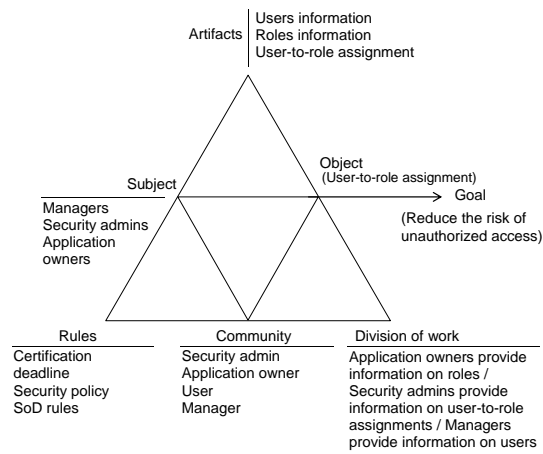 Artifacts
Users information
Roles information
User-to-role assignment
Subject
Managers
Security admins
Application
owners
Object
(User-to-role assignment)
Goal
(Reduce the risk of
unauthorized access)
Rules
Certification
deadline
Security policy
SoD rules
Community
Security admin
Application owner
User
Manager
Division of work
Application owners provide
information on roles /
Security admins provide
information on user-to-role
assignments / Managers
provide information on users